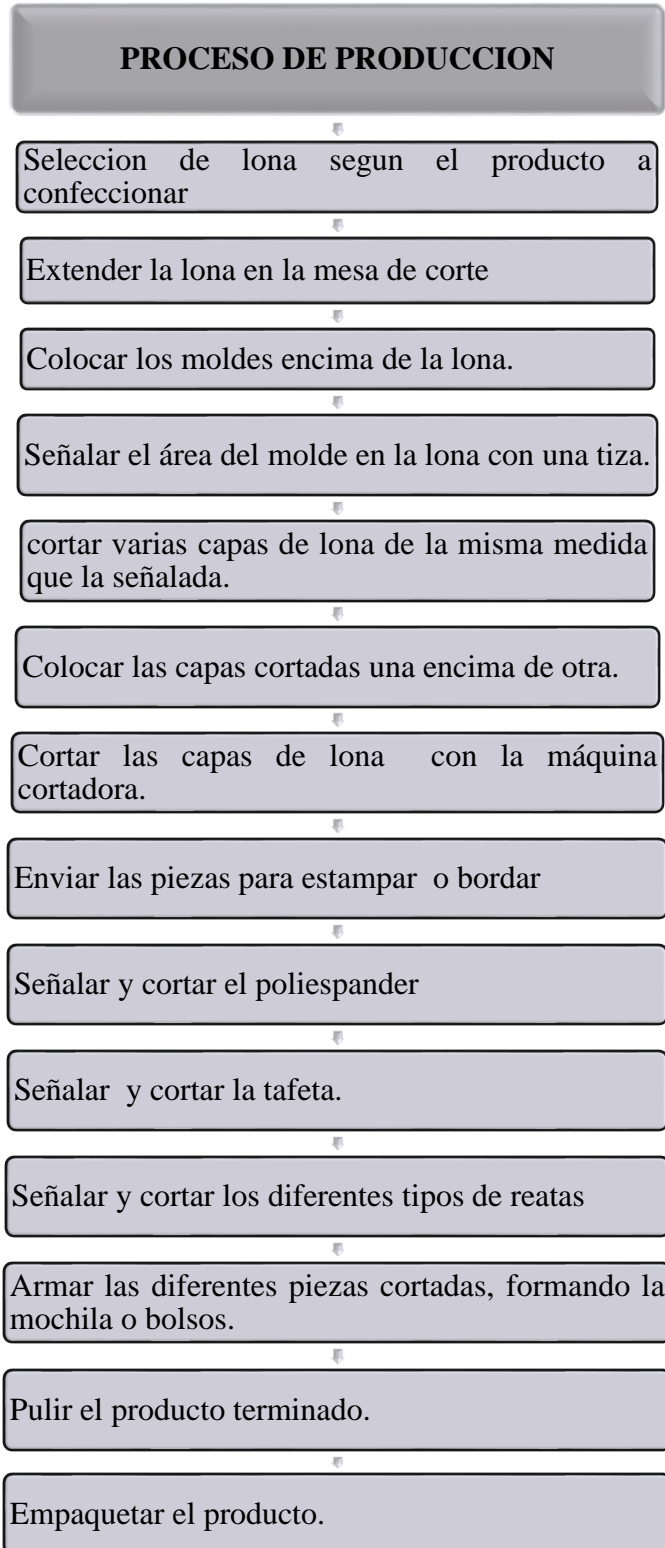 PROCESO DE PRODUCCION
Seleccion de lona segun el producto a
confeccionar
Extender la lona en la mesa de corte
Colocar los moldes encima de la lona.
Señalar el área del molde en la lona con una tiza.
cortar varias capas de lona de la misma medida
que la señalada.
Colocar las capas cortadas una encima de otra.
Cortar las capas de lona con la máquina
cortadora.
Enviar las piezas para estampar o bordar
Señalar y cortar el poliespander
Señalar y cortar la tafeta.
Señalar y cortar los diferentes tipos de reatas
Armar las diferentes piezas cortadas, formando la
mochila o bolsos.
Pulir el producto terminado.
Empaquetar el producto.